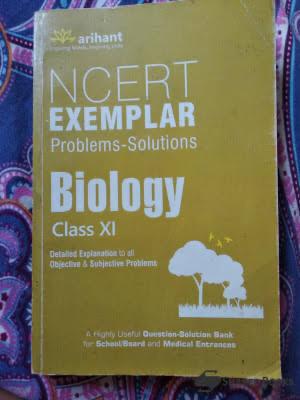 arihant
NCERT
EXEMPLAR
Problems-Solutions
Biology
Class XI
Detailed Explanation to all
Objective & Subjective Problems
A Highly Useful Question-Solution Bank
for School/Board and Medical Entrances